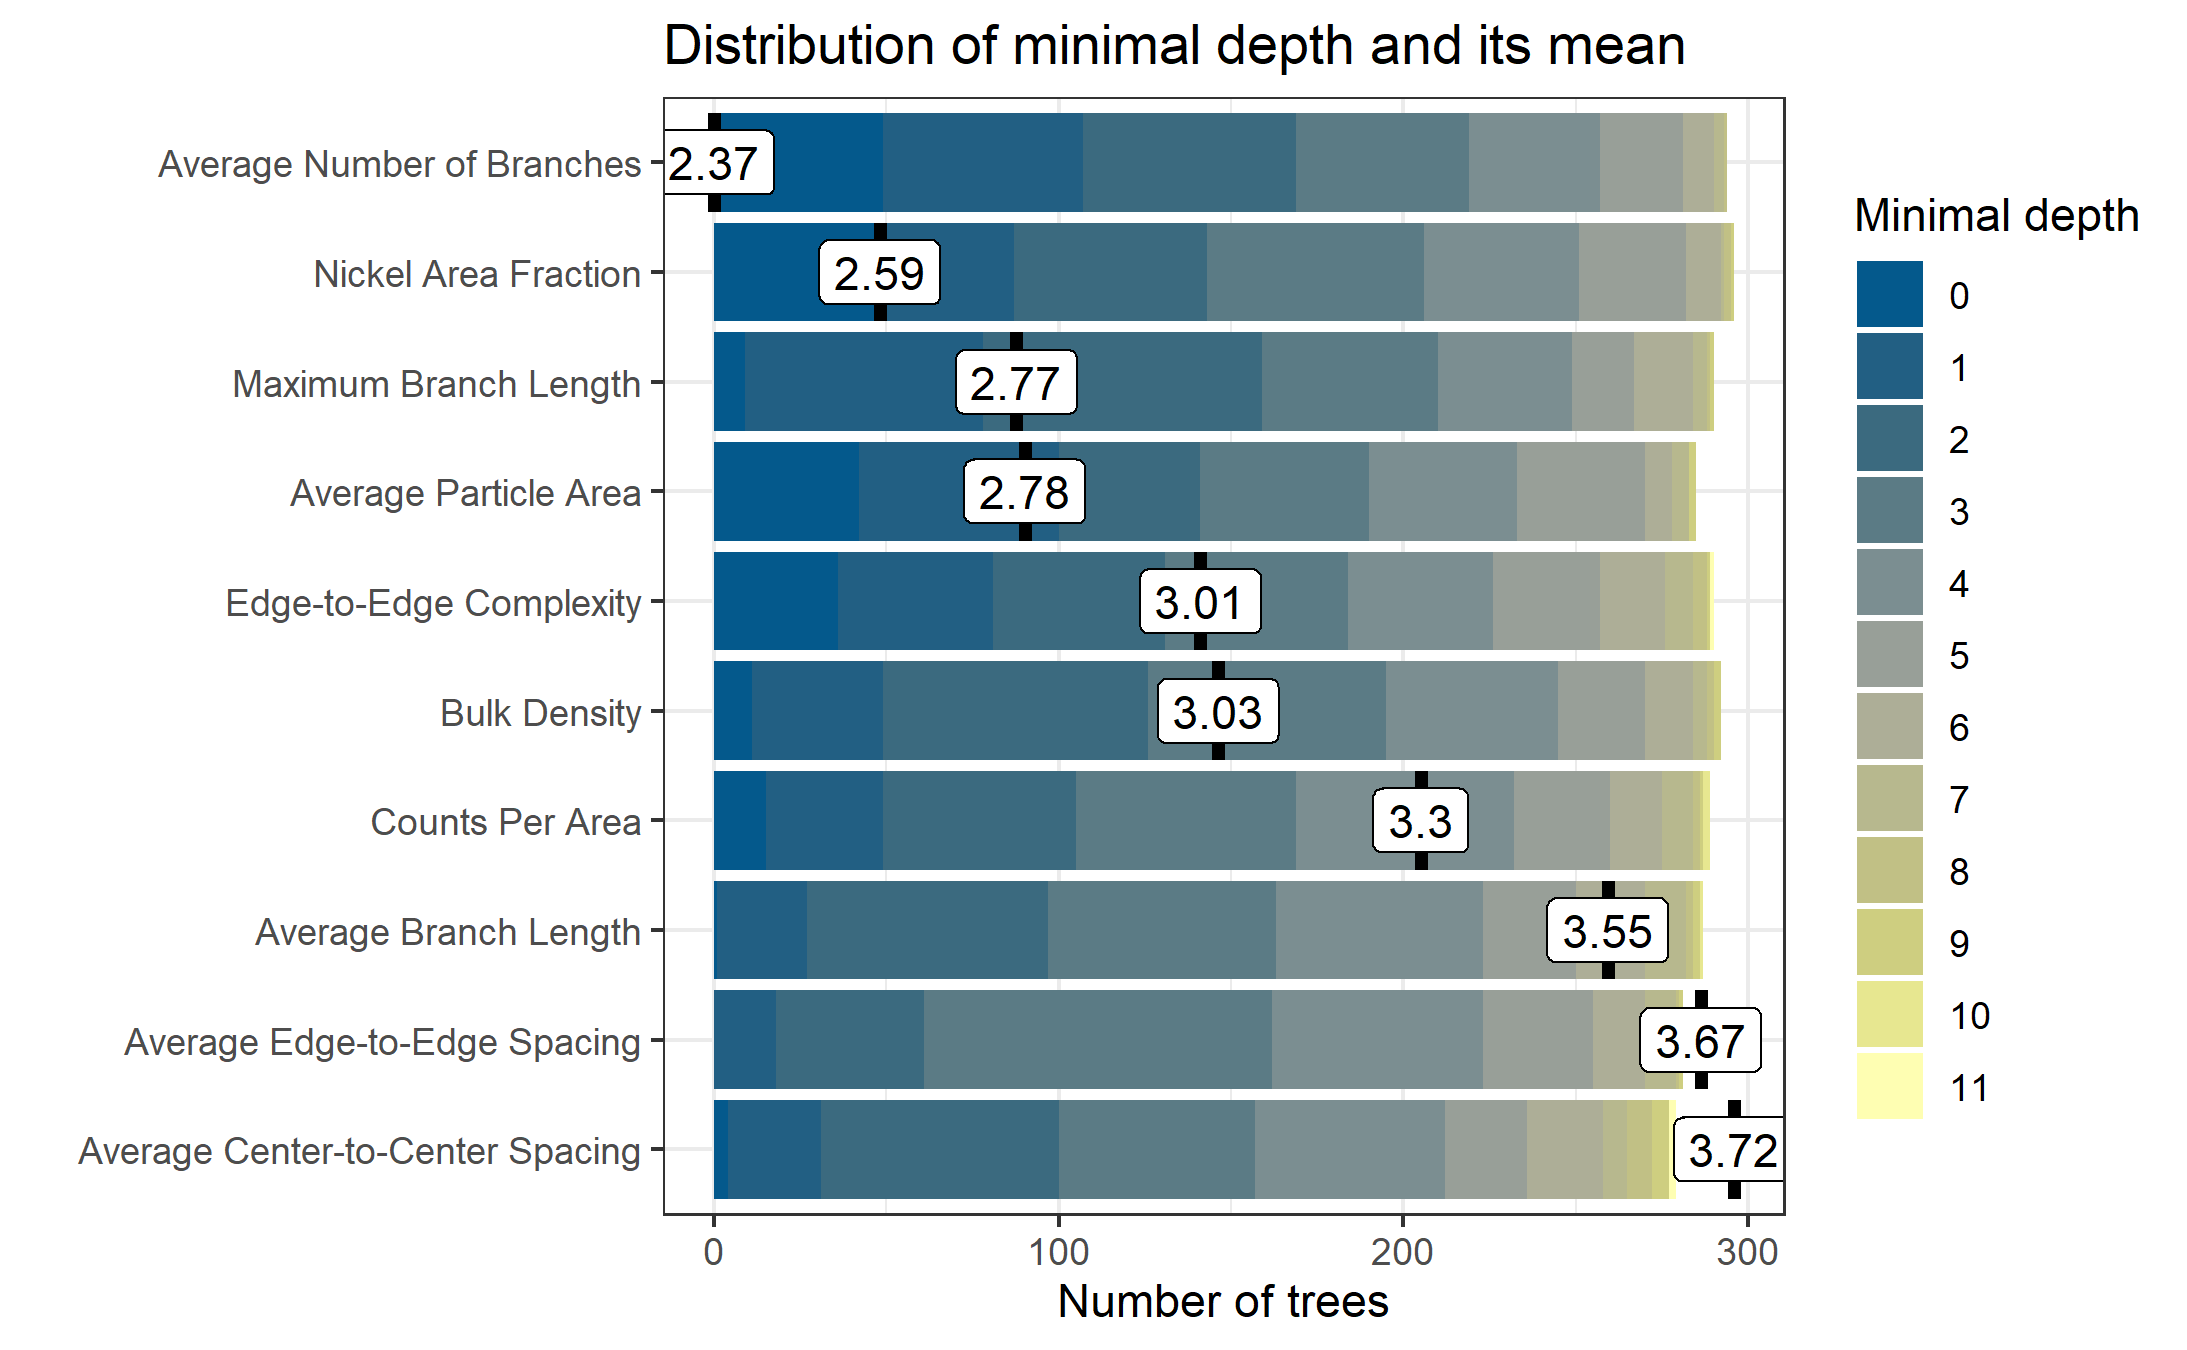 Distribution of minimal depth and its mean
Average Number of Branches
2.37
Nickel Area Fraction
2.59
Maximum Branch Length
2.77
Average Particle Area
2.78
Edge-to-Edge Complexity
3.01
Bulk Density
3.03
Counts Per Area
3.3
Average Branch Length
3.55
Average Edge-to-Edge Spacing
3.67
Average Center-to-Center Spacing
3.72
0
100
200
300
Number of trees
Minimal depth
0
1
2
3
4
5
6
7
8
9
10
11